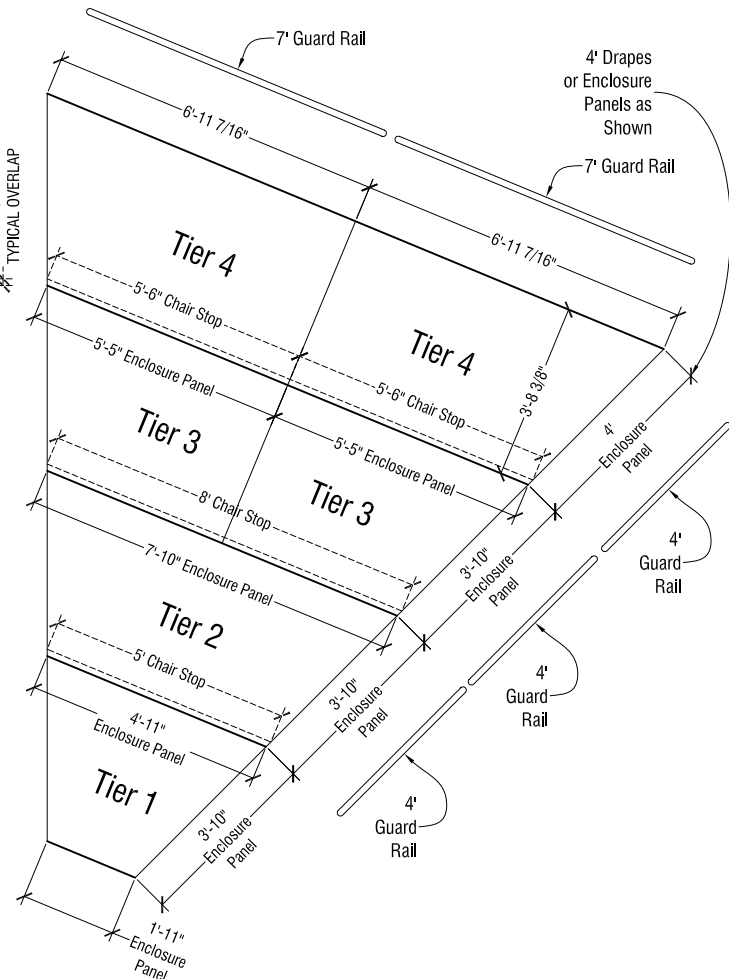 7' Guard Rail
4' Drapes
or Enclosure
Panels as
Shown
6'-11 7/16"
7' Guard Rail
TYPICAL OVERLAP
6'-11 7/16"
Tier 4
5'-6" Chair Stop
Tier 4
3'-8 3/8"
5'-5" Enclosure Panel
5'-6" Chair Stop
4'
Enclosure
Panel
Tier 3
5'-5" Enclosure Panel
Tier 3
8' Chair Stop
4'
Guard
Rail
7'-10" Enclosure Panel
3'-10"
Enclosure
Panel
Tier 2
5' Chair Stop
4'
Guard
Rail
3'-10"
Enclosure
Panel
4'-11"
Enclosure Panel
Tier 1
3'-10"
Enclosure
Panel
4'
Guard
Rail
1'-11"
Enclosure
Panel